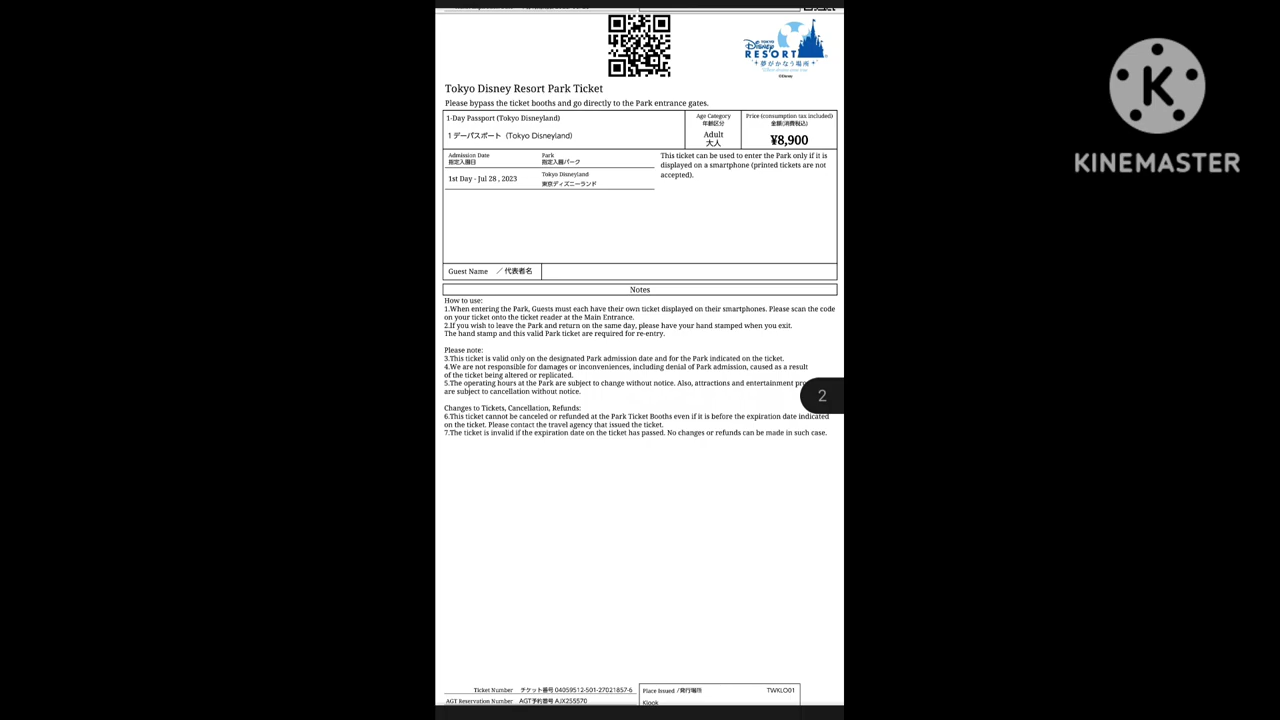 TOKYO
Disney
RESORT
夢がかなう場所
©Disney
K
KINEMASTER
Tokyo Disney Resort Park Ticket
Please bypass the ticket booths and go directly to the Park entrance gates.
1-Day Passport (Tokyo Disneyland)
1 デーパスポート (Tokyo Disneyland)
Age Category
年齢区分
Adult
大人
Price (consumption tax included)
金額(消費税込)
¥8,900
Admission Date
指定入園日
Park
指定入園パーク
1st Day - Jul 28 , 2023
Tokyo Disneyland
東京ディズニーランド
This ticket can be used to enter the Park only if it is
displayed on a smartphone (printed tickets are not
accepted).
Guest Name ／代表者名
Notes
How to use:
1.When entering the Park, Guests must each have their own ticket displayed on their smartphones. Please scan the code
on your ticket onto the ticket reader at the Main Entrance.
2.If you wish to leave the Park and return on the same day, please have your hand stamped when you exit.
The hand stamp and this valid Park ticket are required for re-entry.
Please note:
3.This ticket is valid only on the designated Park admission date and for the Park indicated on the ticket.
4.We are not responsible for damages or inconveniences, including denial of Park admission, caused as a result
of the ticket being altered or replicated.
5.The operating hours at the Park are subject to change without notice. Also, attractions and entertainment
are subject to cancellation without notice.
2
Changes to Tickets, Cancellation, Refunds:
6.This ticket cannot be canceled or refunded at the Park Ticket Booths even if it is before the expiration date indicated
on the ticket. Please contact the travel agency that issued the ticket.
7.The ticket is invalid if the expiration date on the ticket has passed. No changes or refunds can be made in such case.
Ticket Number チケット番号 04059512-501-27021857-6
AGT Reservation Number AGT予約番号 AJX255570
Place Issued /発行場所 TWKLO01
Klook